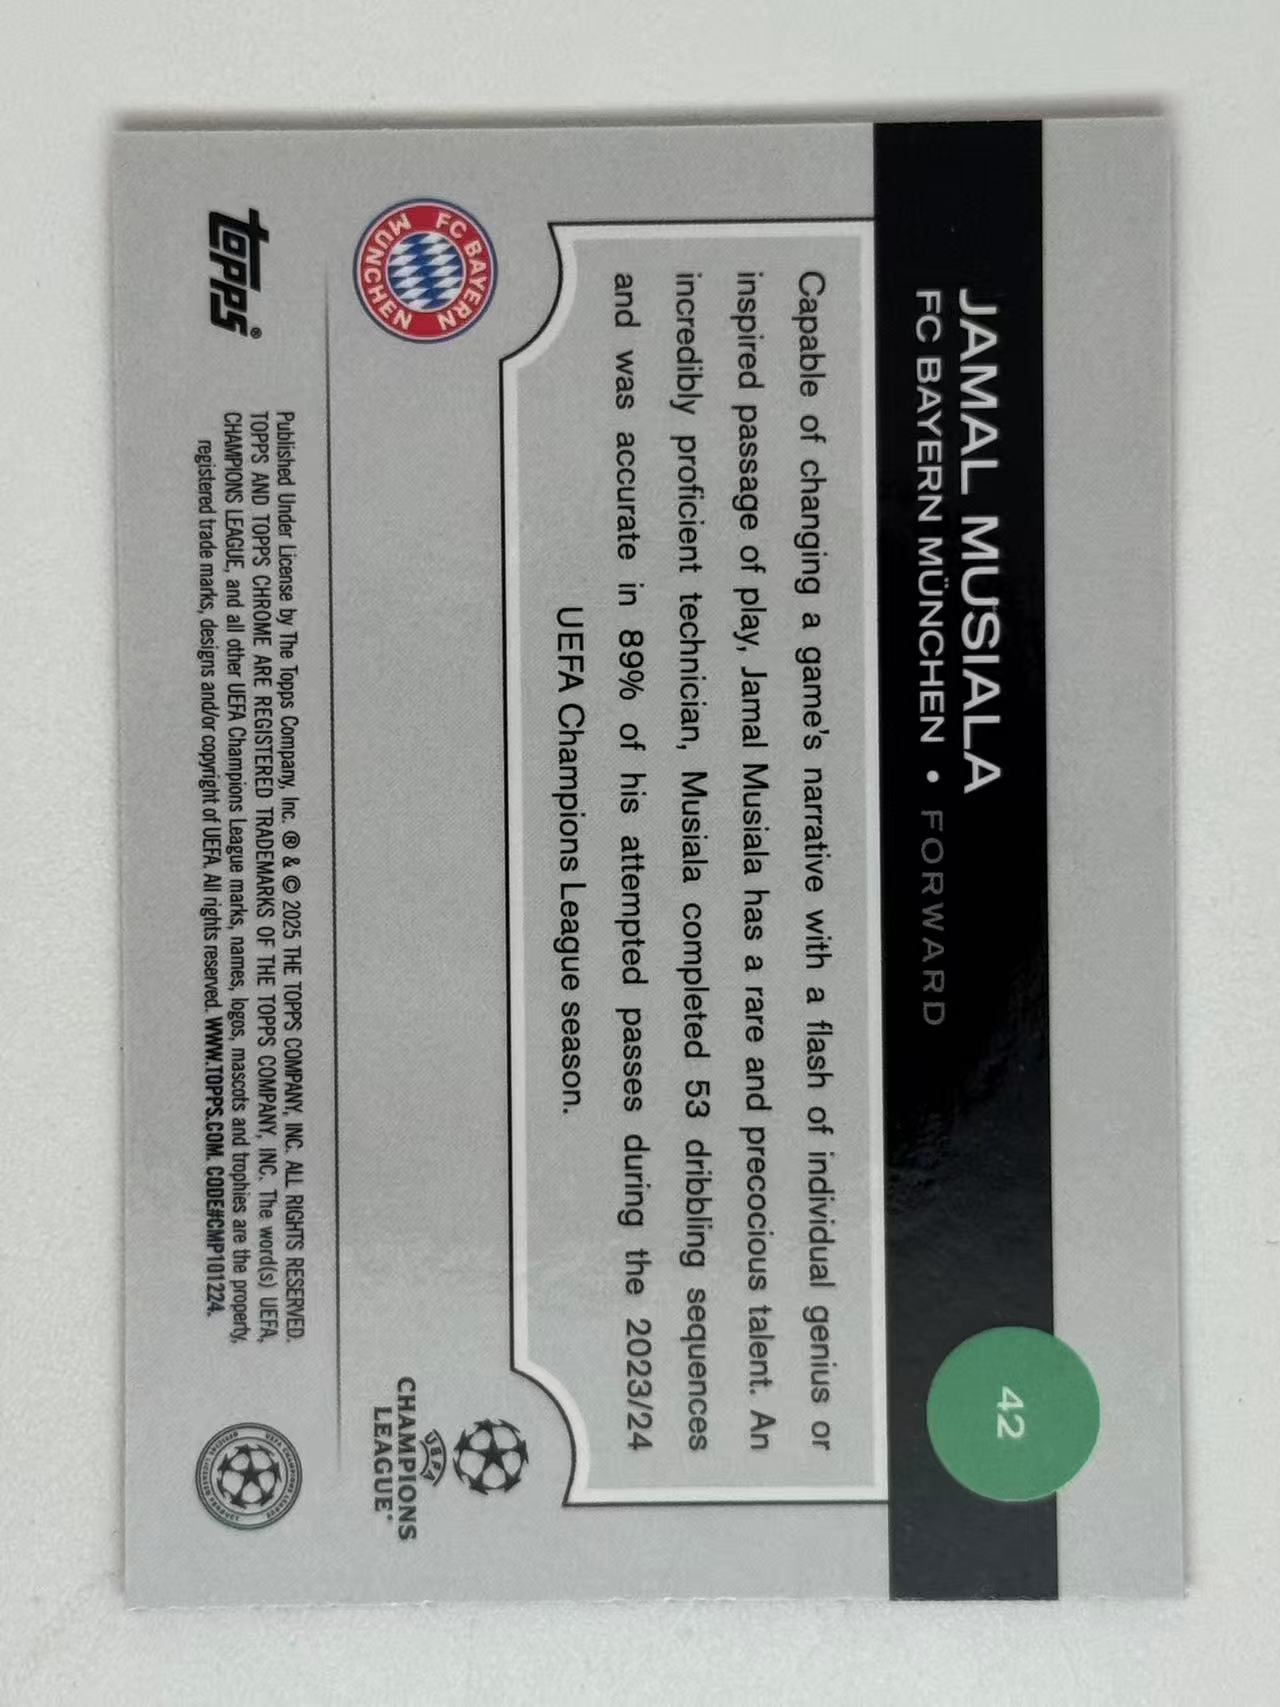 42
JAMAL MUSIALA
FC BAYERN MÜNCHEN • FORWARD
Capable of changing a game's narrative with a flash of individual genius or
inspired passage of play, Jamal Musiala has a rare and precocious talent. An
incredibly proficient technician, Musiala completed 53 dribbling sequences
and was accurate in 89% of his attempted passes during the 2023/24
UEFA Champions League season.
FC BAYERN
MÜNCHEN
UEFA
CHAMPIONS
LEAGUE®
topps®
Published Under License by The Topps Company, Inc. ® & © 2025 THE TOPPS COMPANY, INC. ALL RIGHTS RESERVED.
TOPPS AND TOPPS CHROME ARE REGISTERED TRADEMARKS OF THE TOPPS COMPANY, INC. The word(s) UEFA,
CHAMPIONS LEAGUE, and all other UEFA Champions League marks, names, logos, mascots and trophies are the property,
registered trade marks, designs and/or copyright of UEFA. All rights reserved. WWW.TOPPS.COM. CODE#CMP101224.
UEFA CHAMPIONS LEAGUE